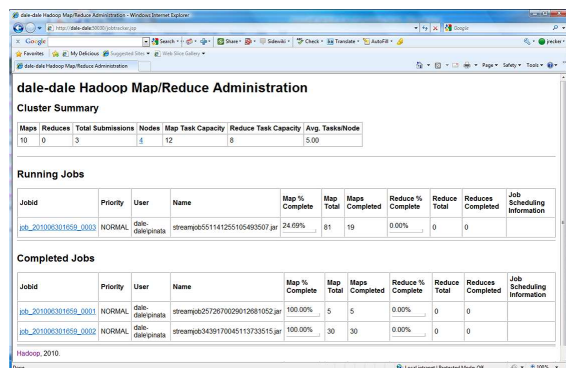 dale-dale Hadoop Map/Reduce Administration - Windows Internet Explorer
http://dale-dale:50030/jobtracker.jsp
Google
Google Search Share Sidewiki Check Translate AutoFill jrecker
Favorites My Delicious Suggested Sites Web Slice Gallery
dale-dale Hadoop Map/Reduce Administration Page Safety Tools
dale-dale Hadoop Map/Reduce Administration
Cluster Summary
Maps Reduces Total Submissions Nodes Map Task Capacity Reduce Task Capacity Avg. Tasks/Node
10 0 3 4 12 8 5.00
Running Jobs
Jobid Priority User Name Map % Complete Map Total Maps Completed Reduce % Complete Reduce Total Reduces Completed Job Scheduling Information
job_201006301659_0003 NORMAL dale-dale\pinata streamjob551141255105493507.jar 24.69% 81 19 0.00% 0 0
Completed Jobs
Jobid Priority User Name Map % Complete Map Total Maps Completed Reduce % Complete Reduce Total Reduces Completed Job Scheduling Information
job_201006301659_0001 NORMAL dale-dale\pinata streamjob2572670029012681052.jar 100.00% 5 5 0.00% 0 0
job_201006301659_0002 NORMAL dale-dale\pinata streamjob3439170045113733515.jar 100.00% 30 30 0.00% 0 0
Hadoop, 2010.
Done Local intranet | Protected Mode: Off 100%